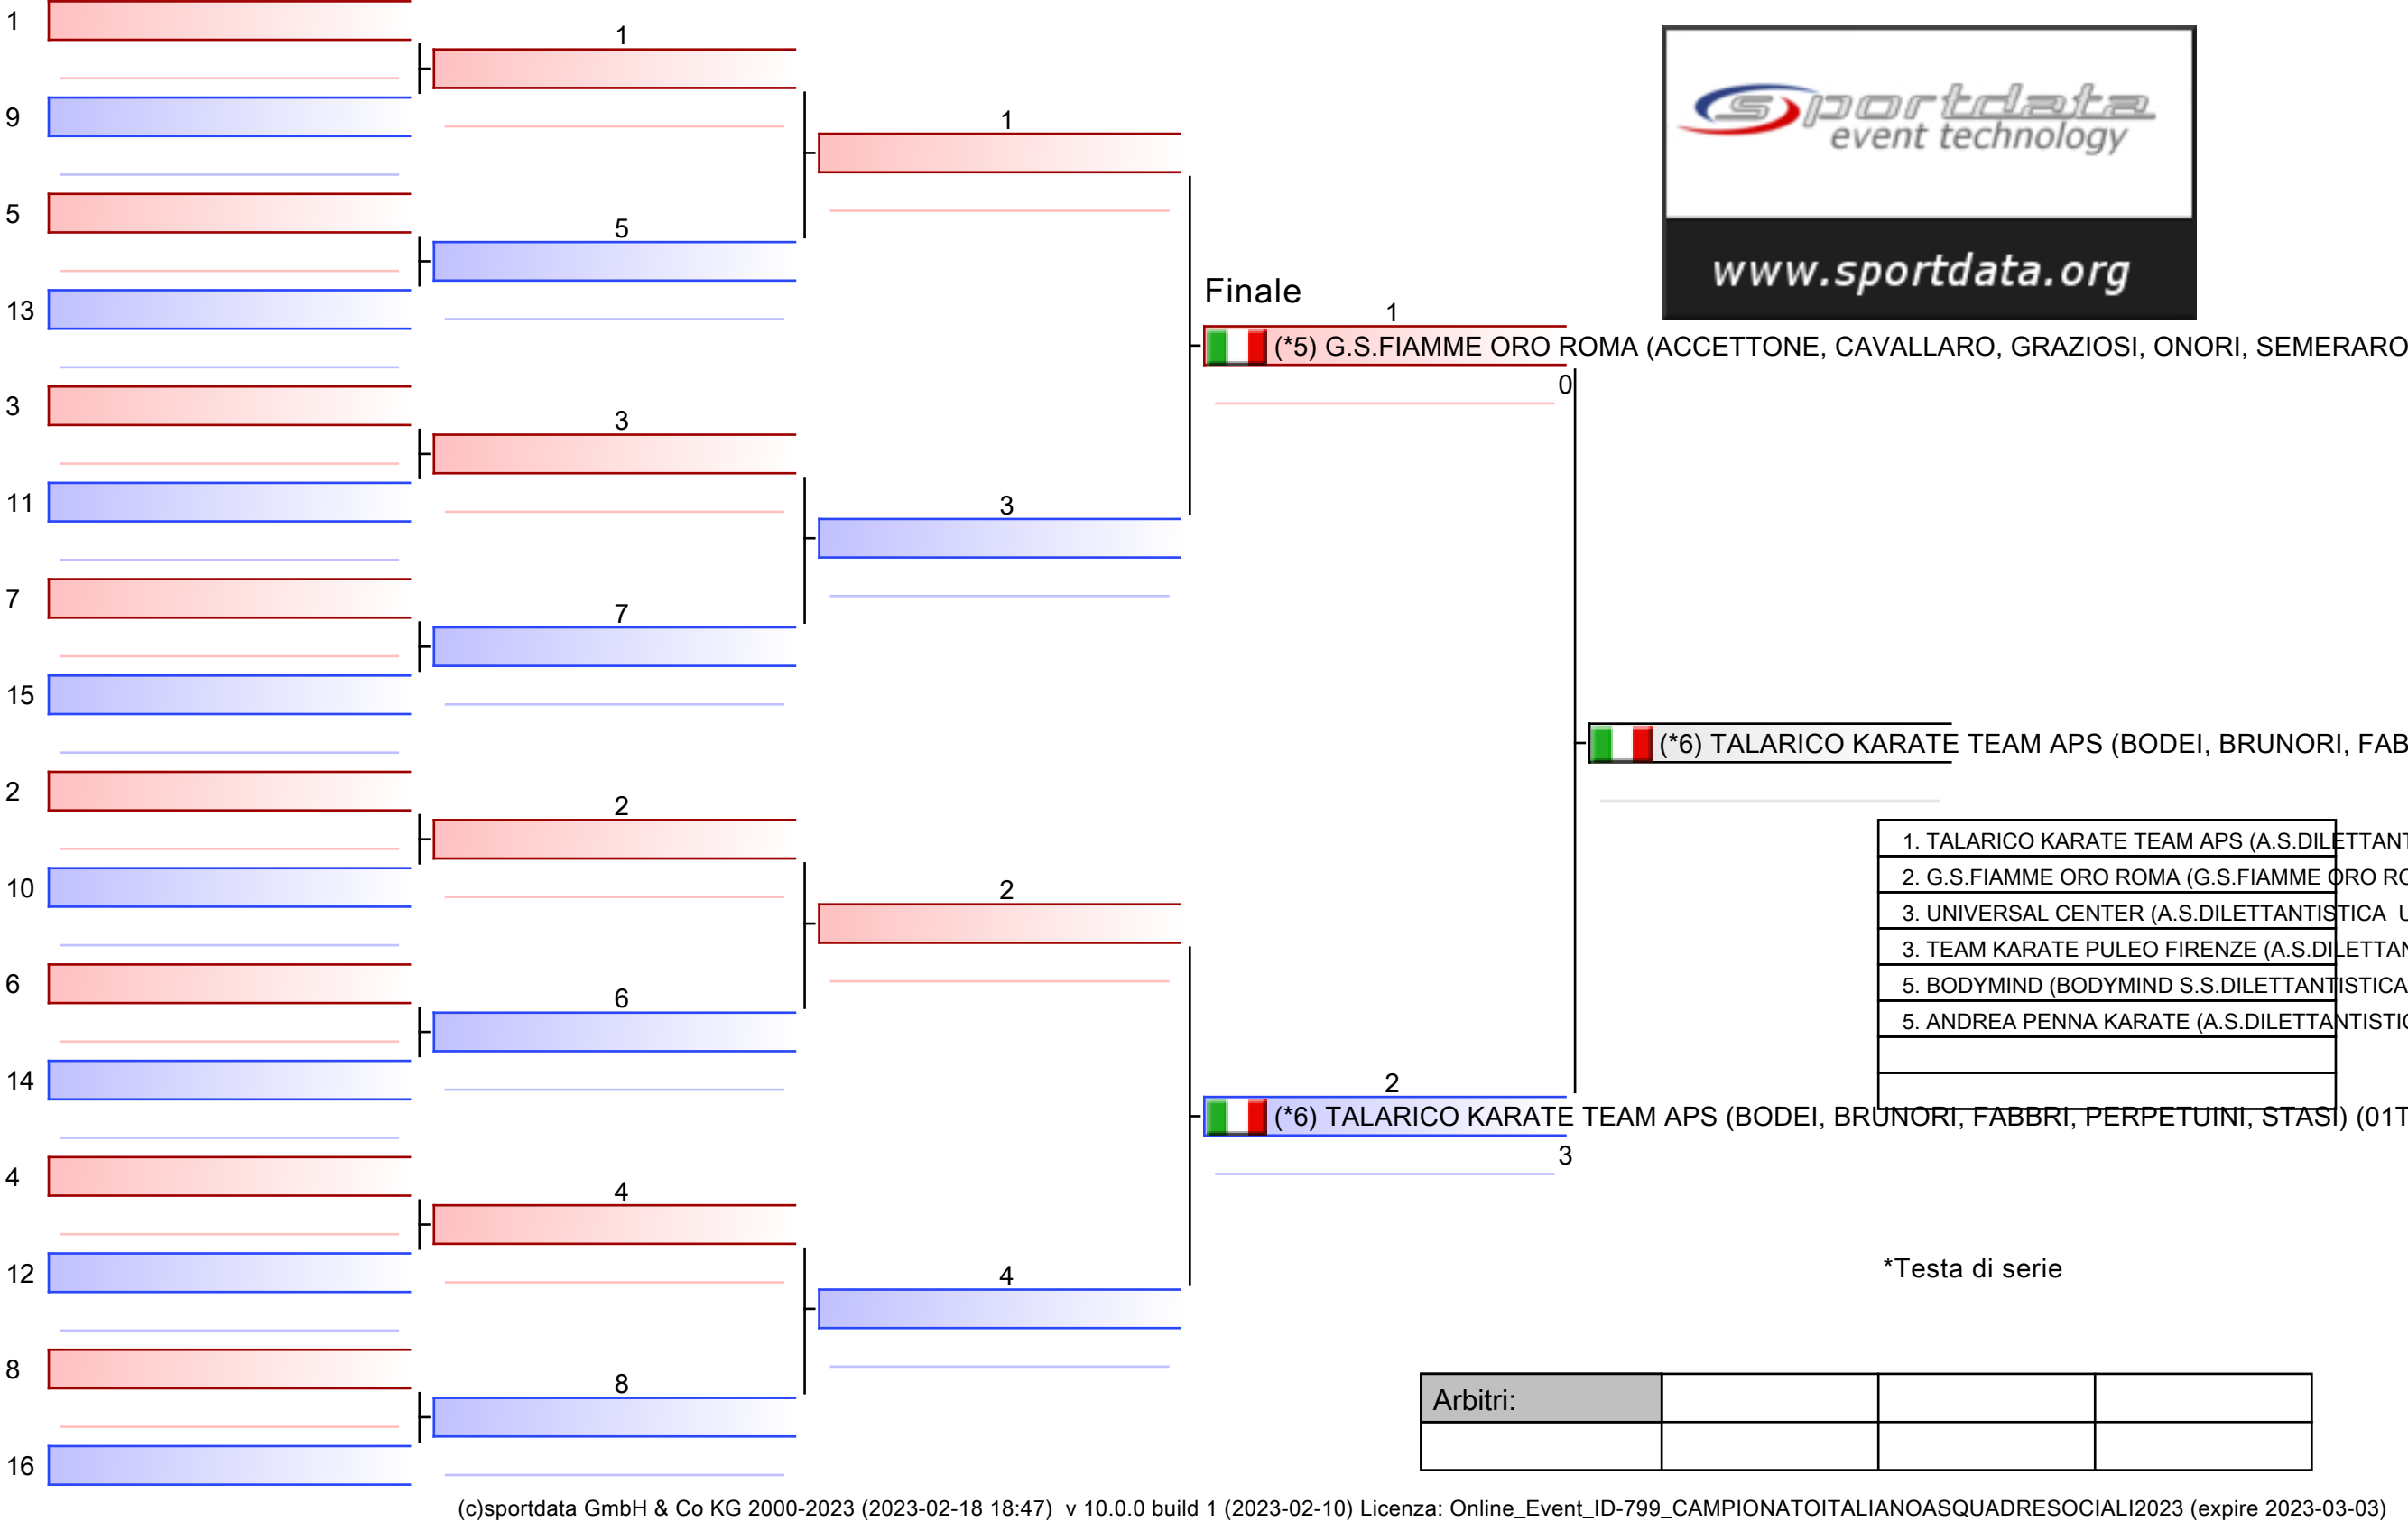 1
9
5
13
3
11
7
15
2
10
6
14
4
12
8
16
1
5
3
7
2
6
4
8
1
3
2
4
Finale
1
(*5) G.S.FIAMME ORO ROMA (ACCETTONE, CAVALLARO, GRAZIOSI, ONORI, SEMERARO
0
2
(*6) TALARICO KARATE TEAM APS (BODEI, BRUNORI, FABBRI, PERPETUINI, STASI) (01T
3
(*6) TALARICO KARATE TEAM APS (BODEI, BRUNORI, FAB
sportdata
event technology
www.sportdata.org
1. TALARICO KARATE TEAM APS (A.S.DILETTANT
2. G.S.FIAMME ORO ROMA (G.S.FIAMME ORO RO
3. UNIVERSAL CENTER (A.S.DILETTANTISTICA U
3. TEAM KARATE PULEO FIRENZE (A.S.DILETTAN
5. BODYMIND (BODYMIND S.S.DILETTANTISTICA
5. ANDREA PENNA KARATE (A.S.DILETTANTISTIC
*Testa di serie
Arbitri:
(c)sportdata GmbH & Co KG 2000-2023 (2023-02-18 18:47) v 10.0.0 build 1 (2023-02-10) Licenza: Online_Event_ID-799_CAMPIONATOITALIANOASQUADRESOCIALI2023 (expire 2023-03-03)